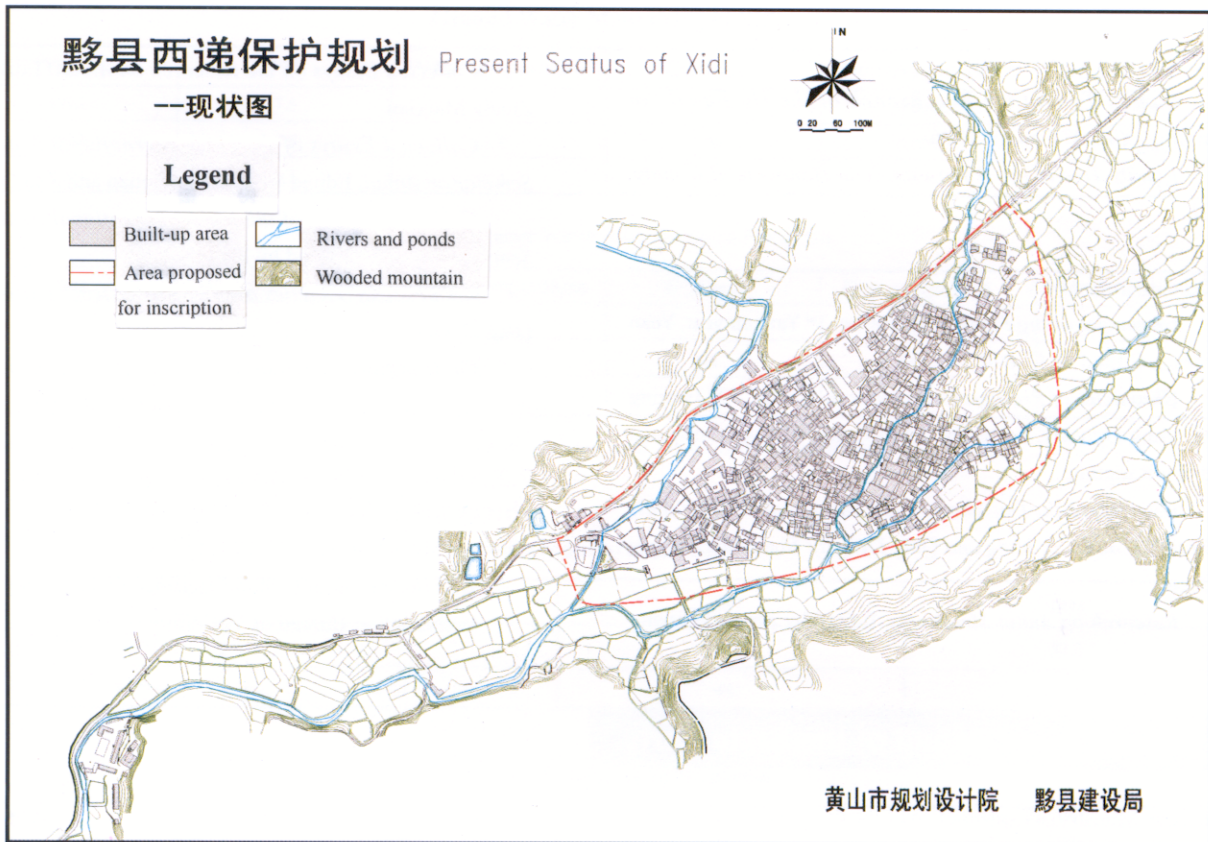 黟县西递保护规划 Present Seatus of Xidi
--现状图
N
0 20 60 100M
Legend
Built-up area
Rivers and ponds
Area proposed
for inscription
Wooded mountain
黄山市规划设计院 黟县建设局